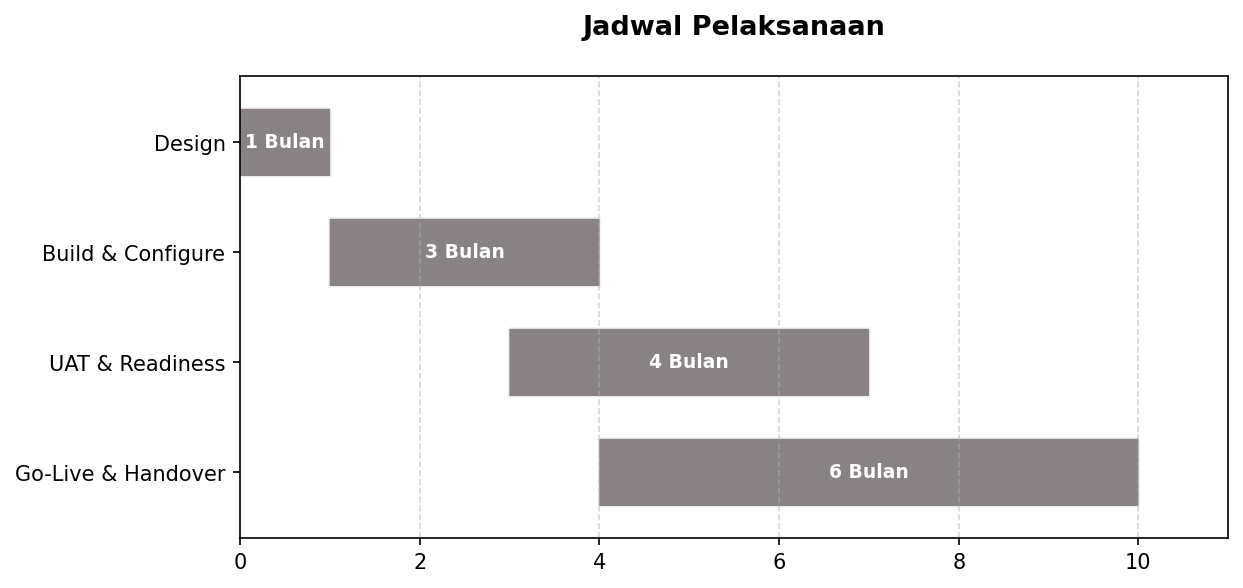 Jadwal Pelaksanaan
Design
1 Bulan
Build & Configure
3 Bulan
UAT & Readiness
4 Bulan
Go-Live & Handover
6 Bulan
0 2 4 6 8 10